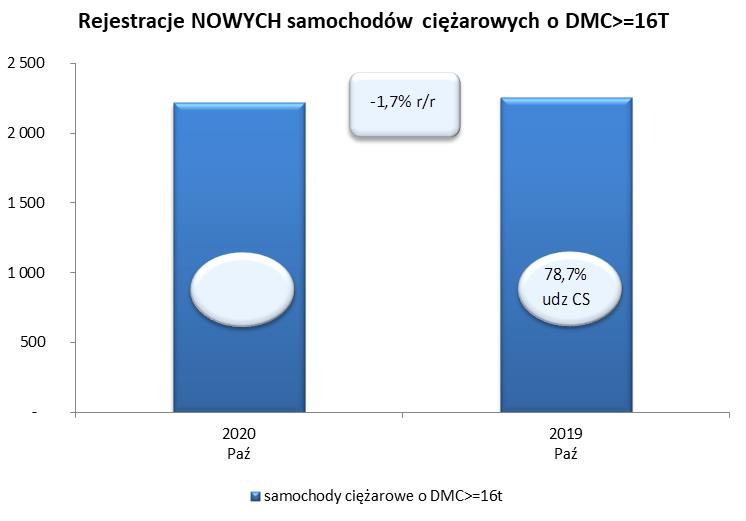 Rejestracje NOWYCH samochodów ciężarowych o DMC>=16T
2 500
-1,7% r/r
2 000
1 500
1 000
78,7%
udz CS
500
-
2020
2019
Paź
Paź
samochody ciężarowe o DMC>=16t